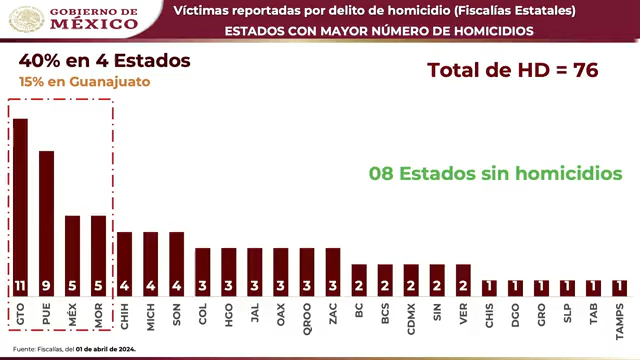 GOBIERNO DE
MÉXICO
Víctimas reportadas por delito de homicidio (Fiscalías Estatales)
ESTADOS CON MAYOR NÚMERO DE HOMICIDIOS
40% en 4 Estados
15% en Guanajuato
Total de HD = 76
08 Estados sin homicidios
11 9 5 5 4 4 4 3 3 3 3 3 3 2 2 2 2 2 1 1 1 1 1 1
GTO PUE MÉX MOR CHIH MICH SON COL HGO JAL OAX QROO ZAC BC BCS CDMX SIN VER CHIS DGO GRO SLP TAB TAMPS
Fuente: Fiscalías, del 01 de abril de 2024.